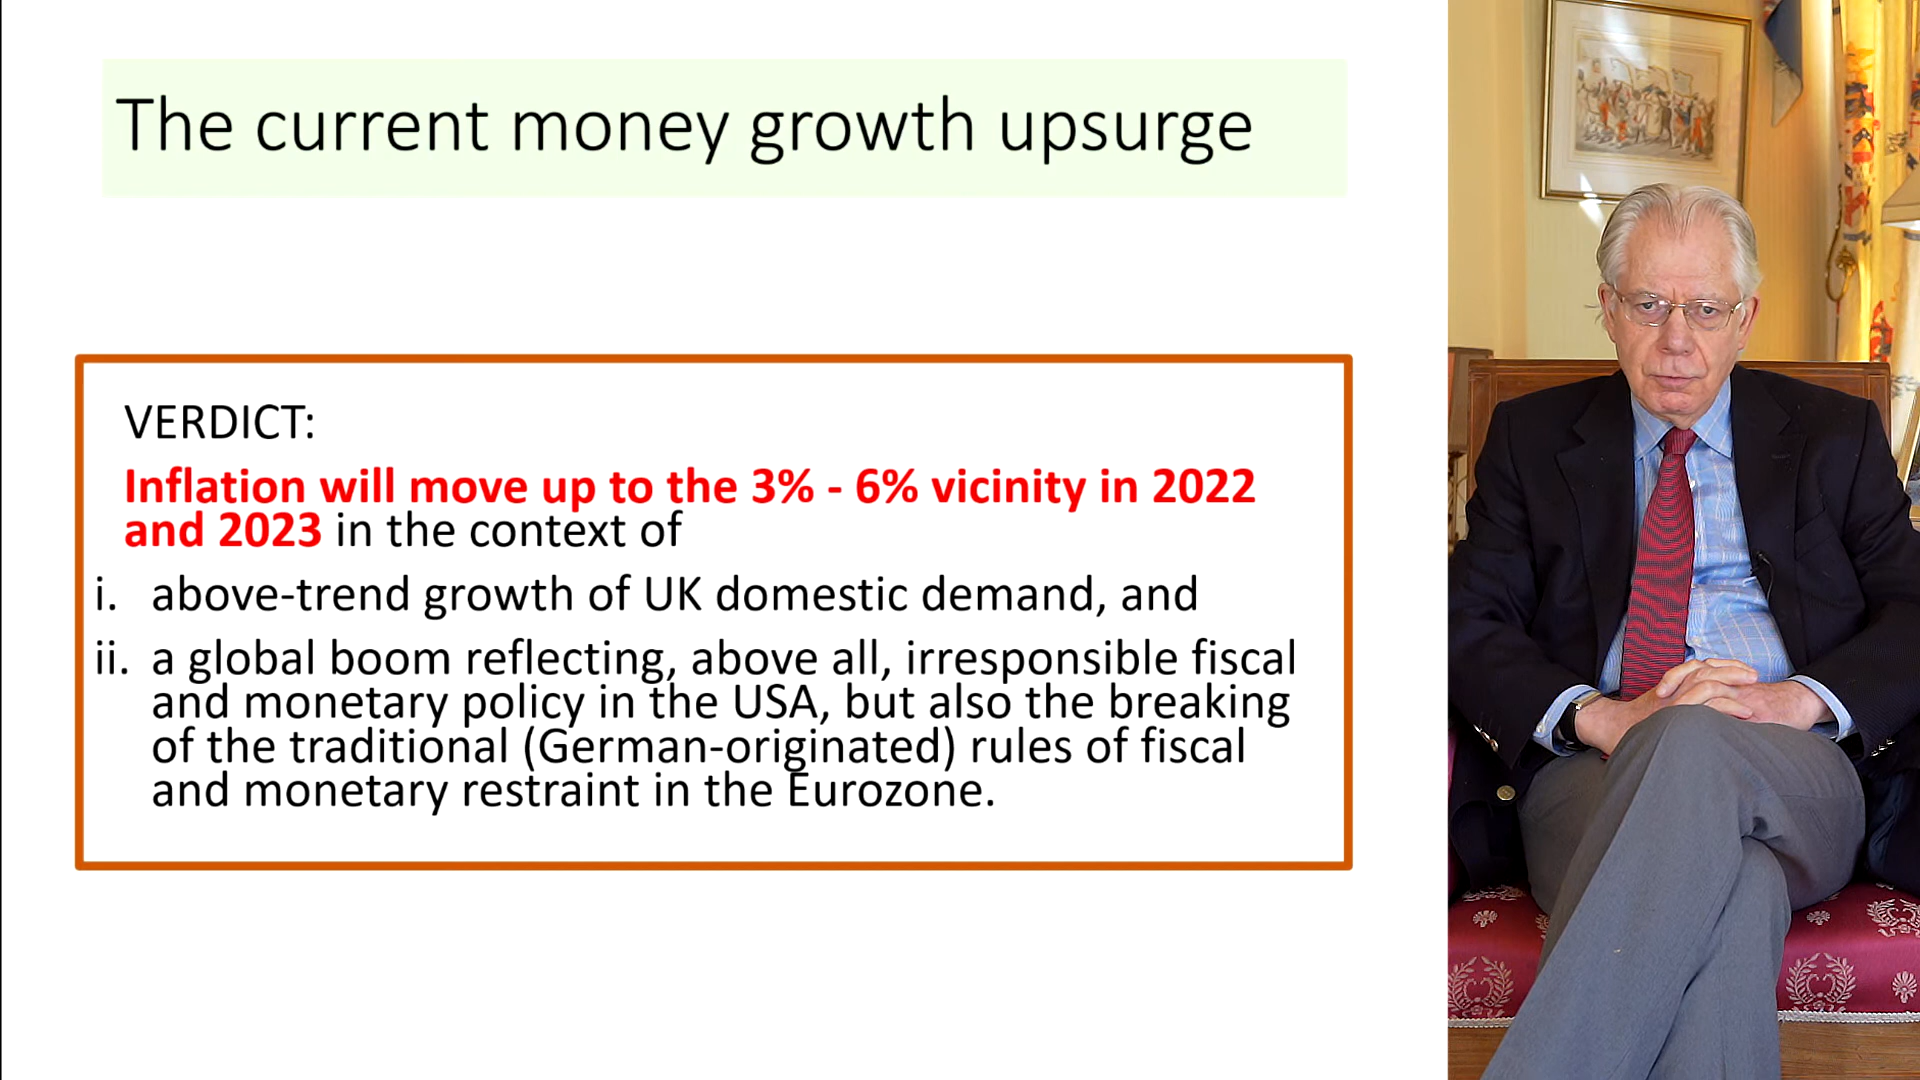 The current money growth upsurge
VERDICT:
Inflation will move up to the 3% - 6% vicinity in 2022
and 2023 in the context of
i. above-trend growth of UK domestic demand, and
ii. a global boom reflecting, above all, irresponsible fiscal
and monetary policy in the USA, but also the breaking
of the traditional (German-originated) rules of fiscal
and monetary restraint in the Eurozone.